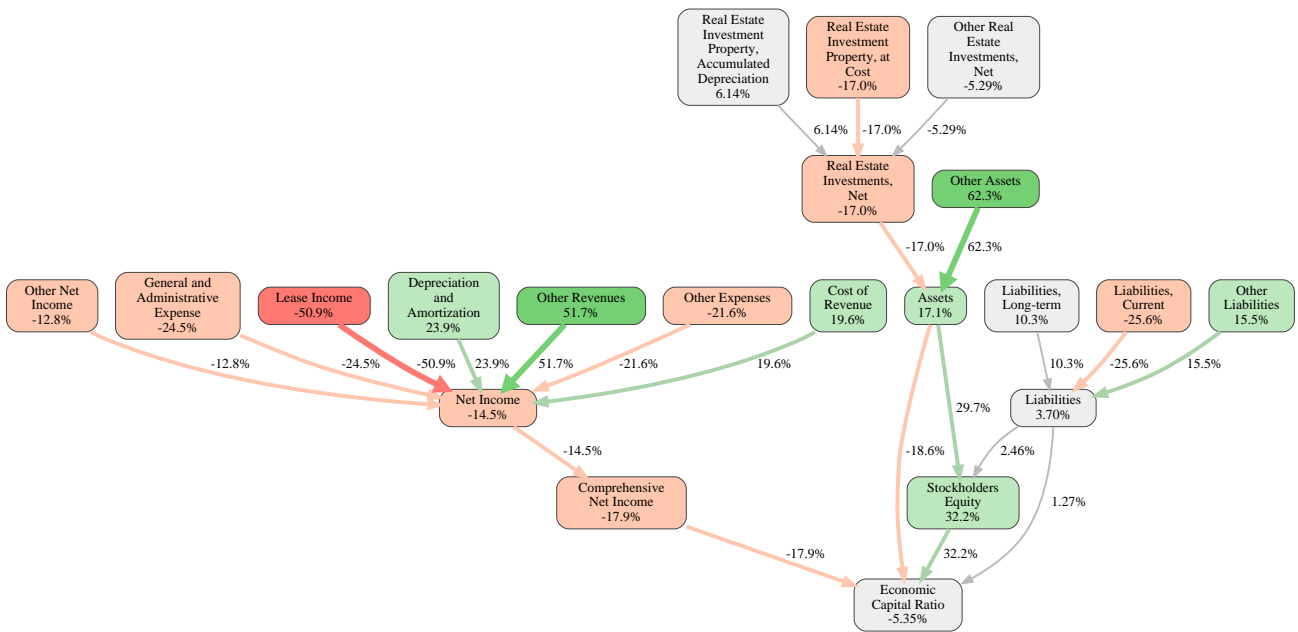 Real Estate
Investment
Property,
Accumulated
Depreciation
6.14%
Real Estate
Investment
Property, at
Cost
-17.0%
Other Real
Estate
Investments,
Net
-5.29%
6.14%
-17.0%
-5.29%
Real Estate
Investments,
Net
-17.0%
Other Assets
62.3%
-17.0%
62.3%
Other Net
Income
-12.8%
General and
Administrative
Expense
-24.5%
Lease Income
-50.9%
Depreciation
and
Amortization
23.9%
Other Revenues
51.7%
Other Expenses
-21.6%
Cost of
Revenue
19.6%
Assets
17.1%
Liabilities,
Long-term
10.3%
Liabilities,
Current
-25.6%
Other
Liabilities
15.5%
-12.8%
-24.5%
-50.9%
23.9%
51.7%
-21.6%
19.6%
10.3%
-25.6%
15.5%
Net Income
-14.5%
29.7%
Liabilities
3.70%
-14.5%
-18.6%
2.46%
Comprehensive
Net Income
-17.9%
Stockholders
Equity
32.2%
1.27%
-17.9%
32.2%
Economic
Capital Ratio
-5.35%